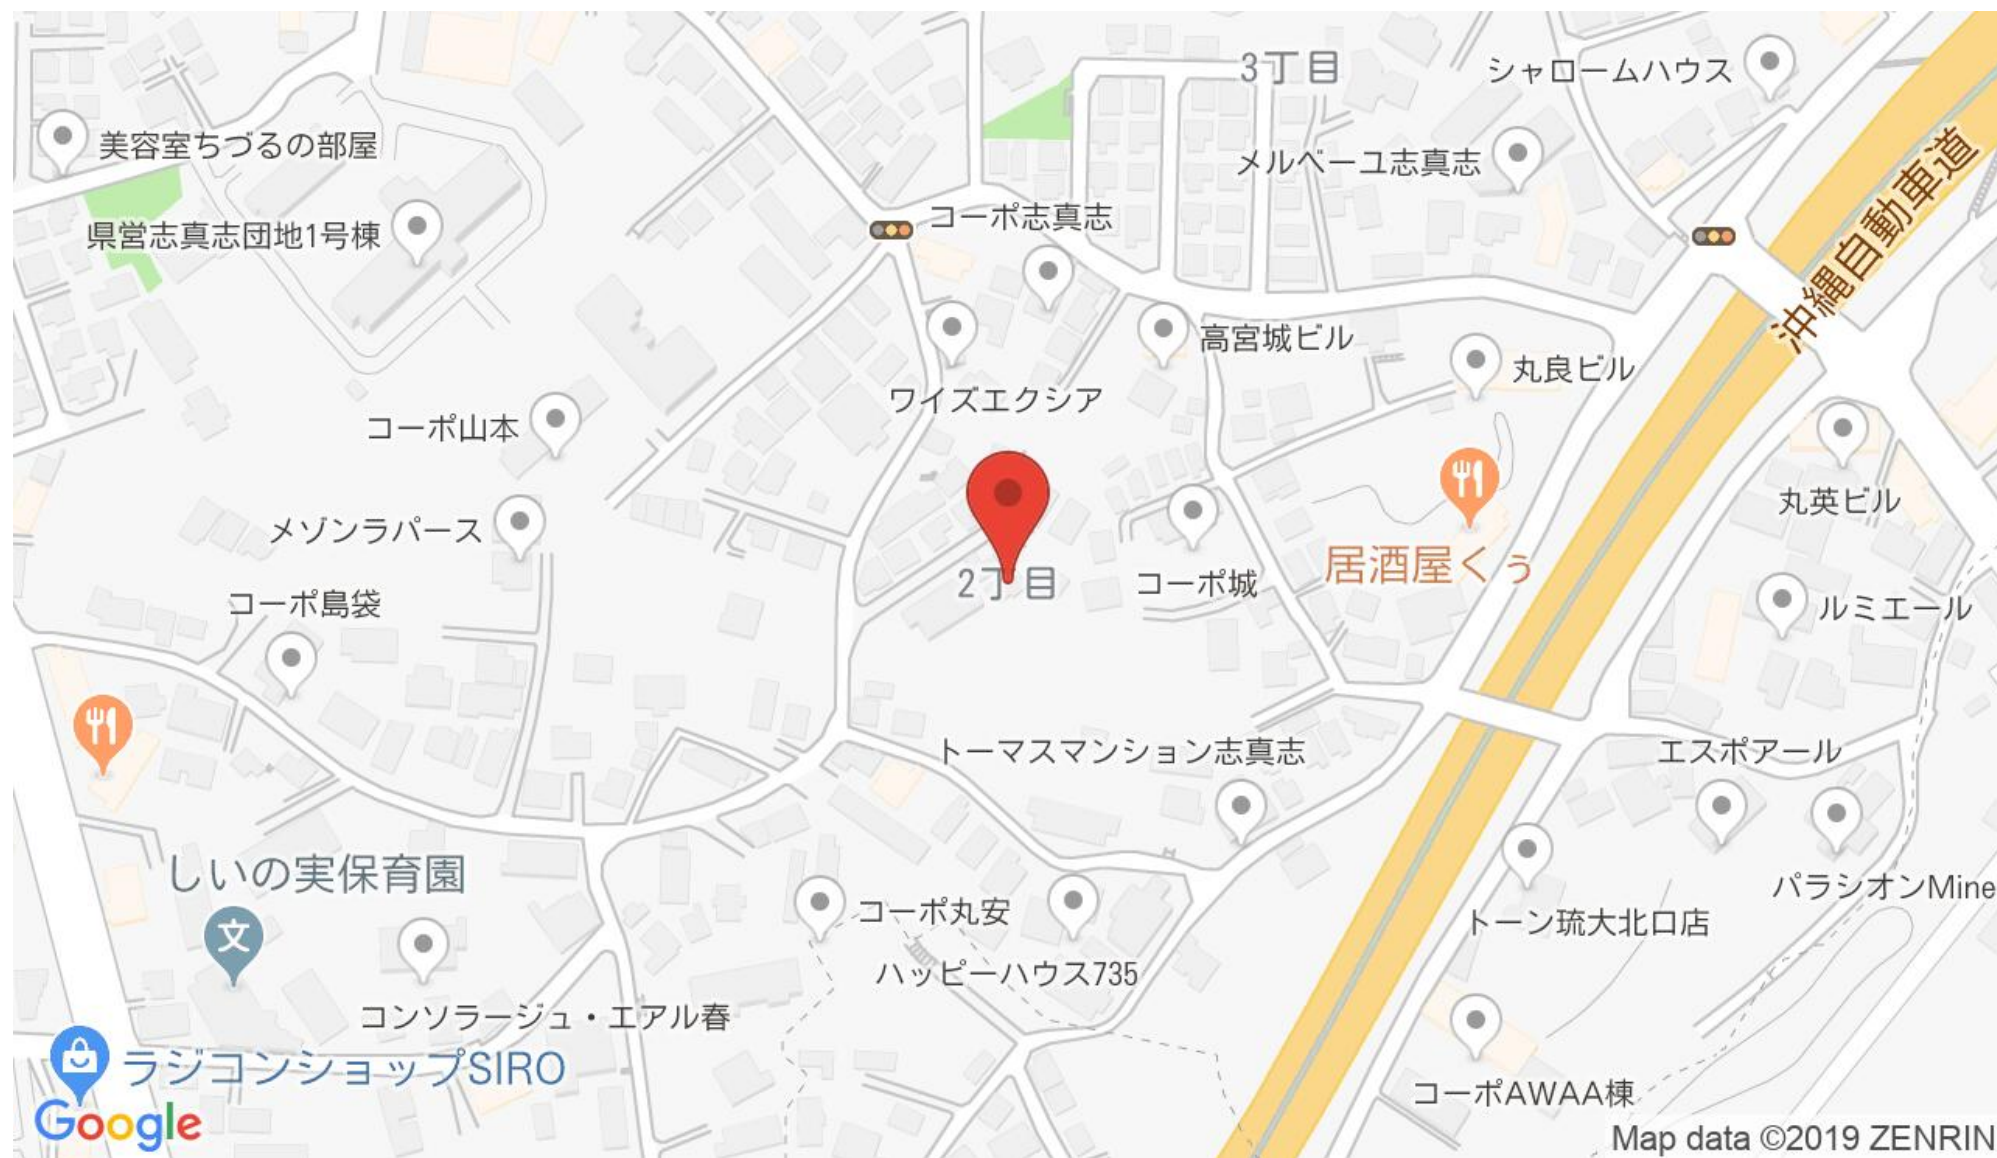 3丁目
シャロームハウス
美容室ちづるの部屋
メルベーユ志真志
沖縄自動車道
県営志真志団地1号棟
コーポ志真志
高宮城ビル
丸良ビル
ワイズエクシア
コーポ山本
丸英ビル
メゾンラパース
居酒屋くぅ
2丁目
コーポ城
コーポ島袋
ルミエール
トーマスマンション志真志
エスポアール
しいの実保育園
文
コーポ丸安
パラシオンMine
トーン琉大北口店
ハッピーハウス735
コンソラージュ・エアル春
ラジコンショップSIRO
コーポAWAA棟
Google
Map data ©2019 ZENRIN